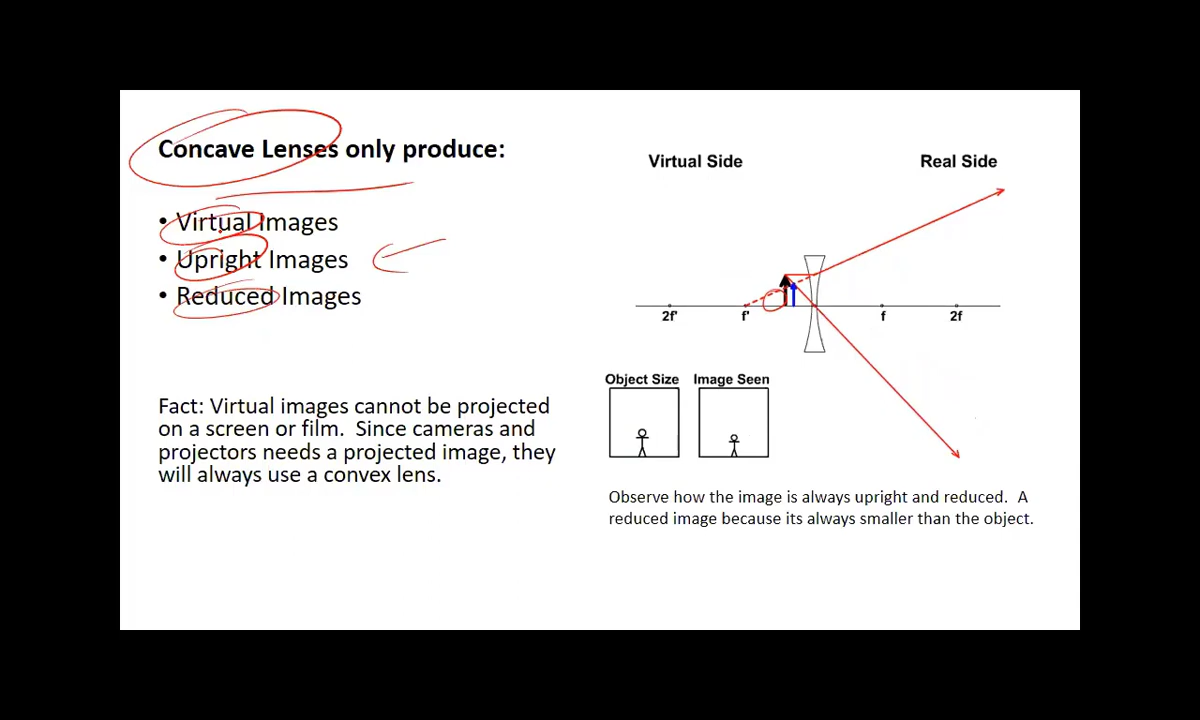 Concave Lenses only produce:
• Virtual Images
• Upright Images
• Reduced Images
Fact: Virtual images cannot be projected
on a screen or film.  Since cameras and
projectors needs a projected image, they
will always use a convex lens.
Virtual Side
Real Side
2f'
f'
f
2f
Object Size
Image Seen
Observe how the image is always upright and reduced.  A
reduced image because its always smaller than the object.